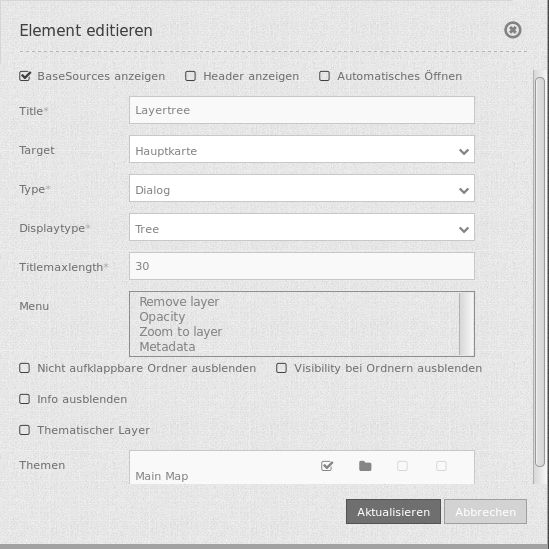 Element editieren
BaseSources anzeigen Header anzeigen Automatisches Öffnen
Title* Layertree
Target Hauptkarte
Type* Dialog
Displaytype* Tree
Titlemaxlength* 30
Menu Remove layer
Opacity
Zoom to layer
Metadata
Nicht aufklappbare Ordner ausblenden Visibility bei Ordnern ausblenden
Info ausblenden
Thematischer Layer
Themen
Main Map
Aktualisieren Abbrechen